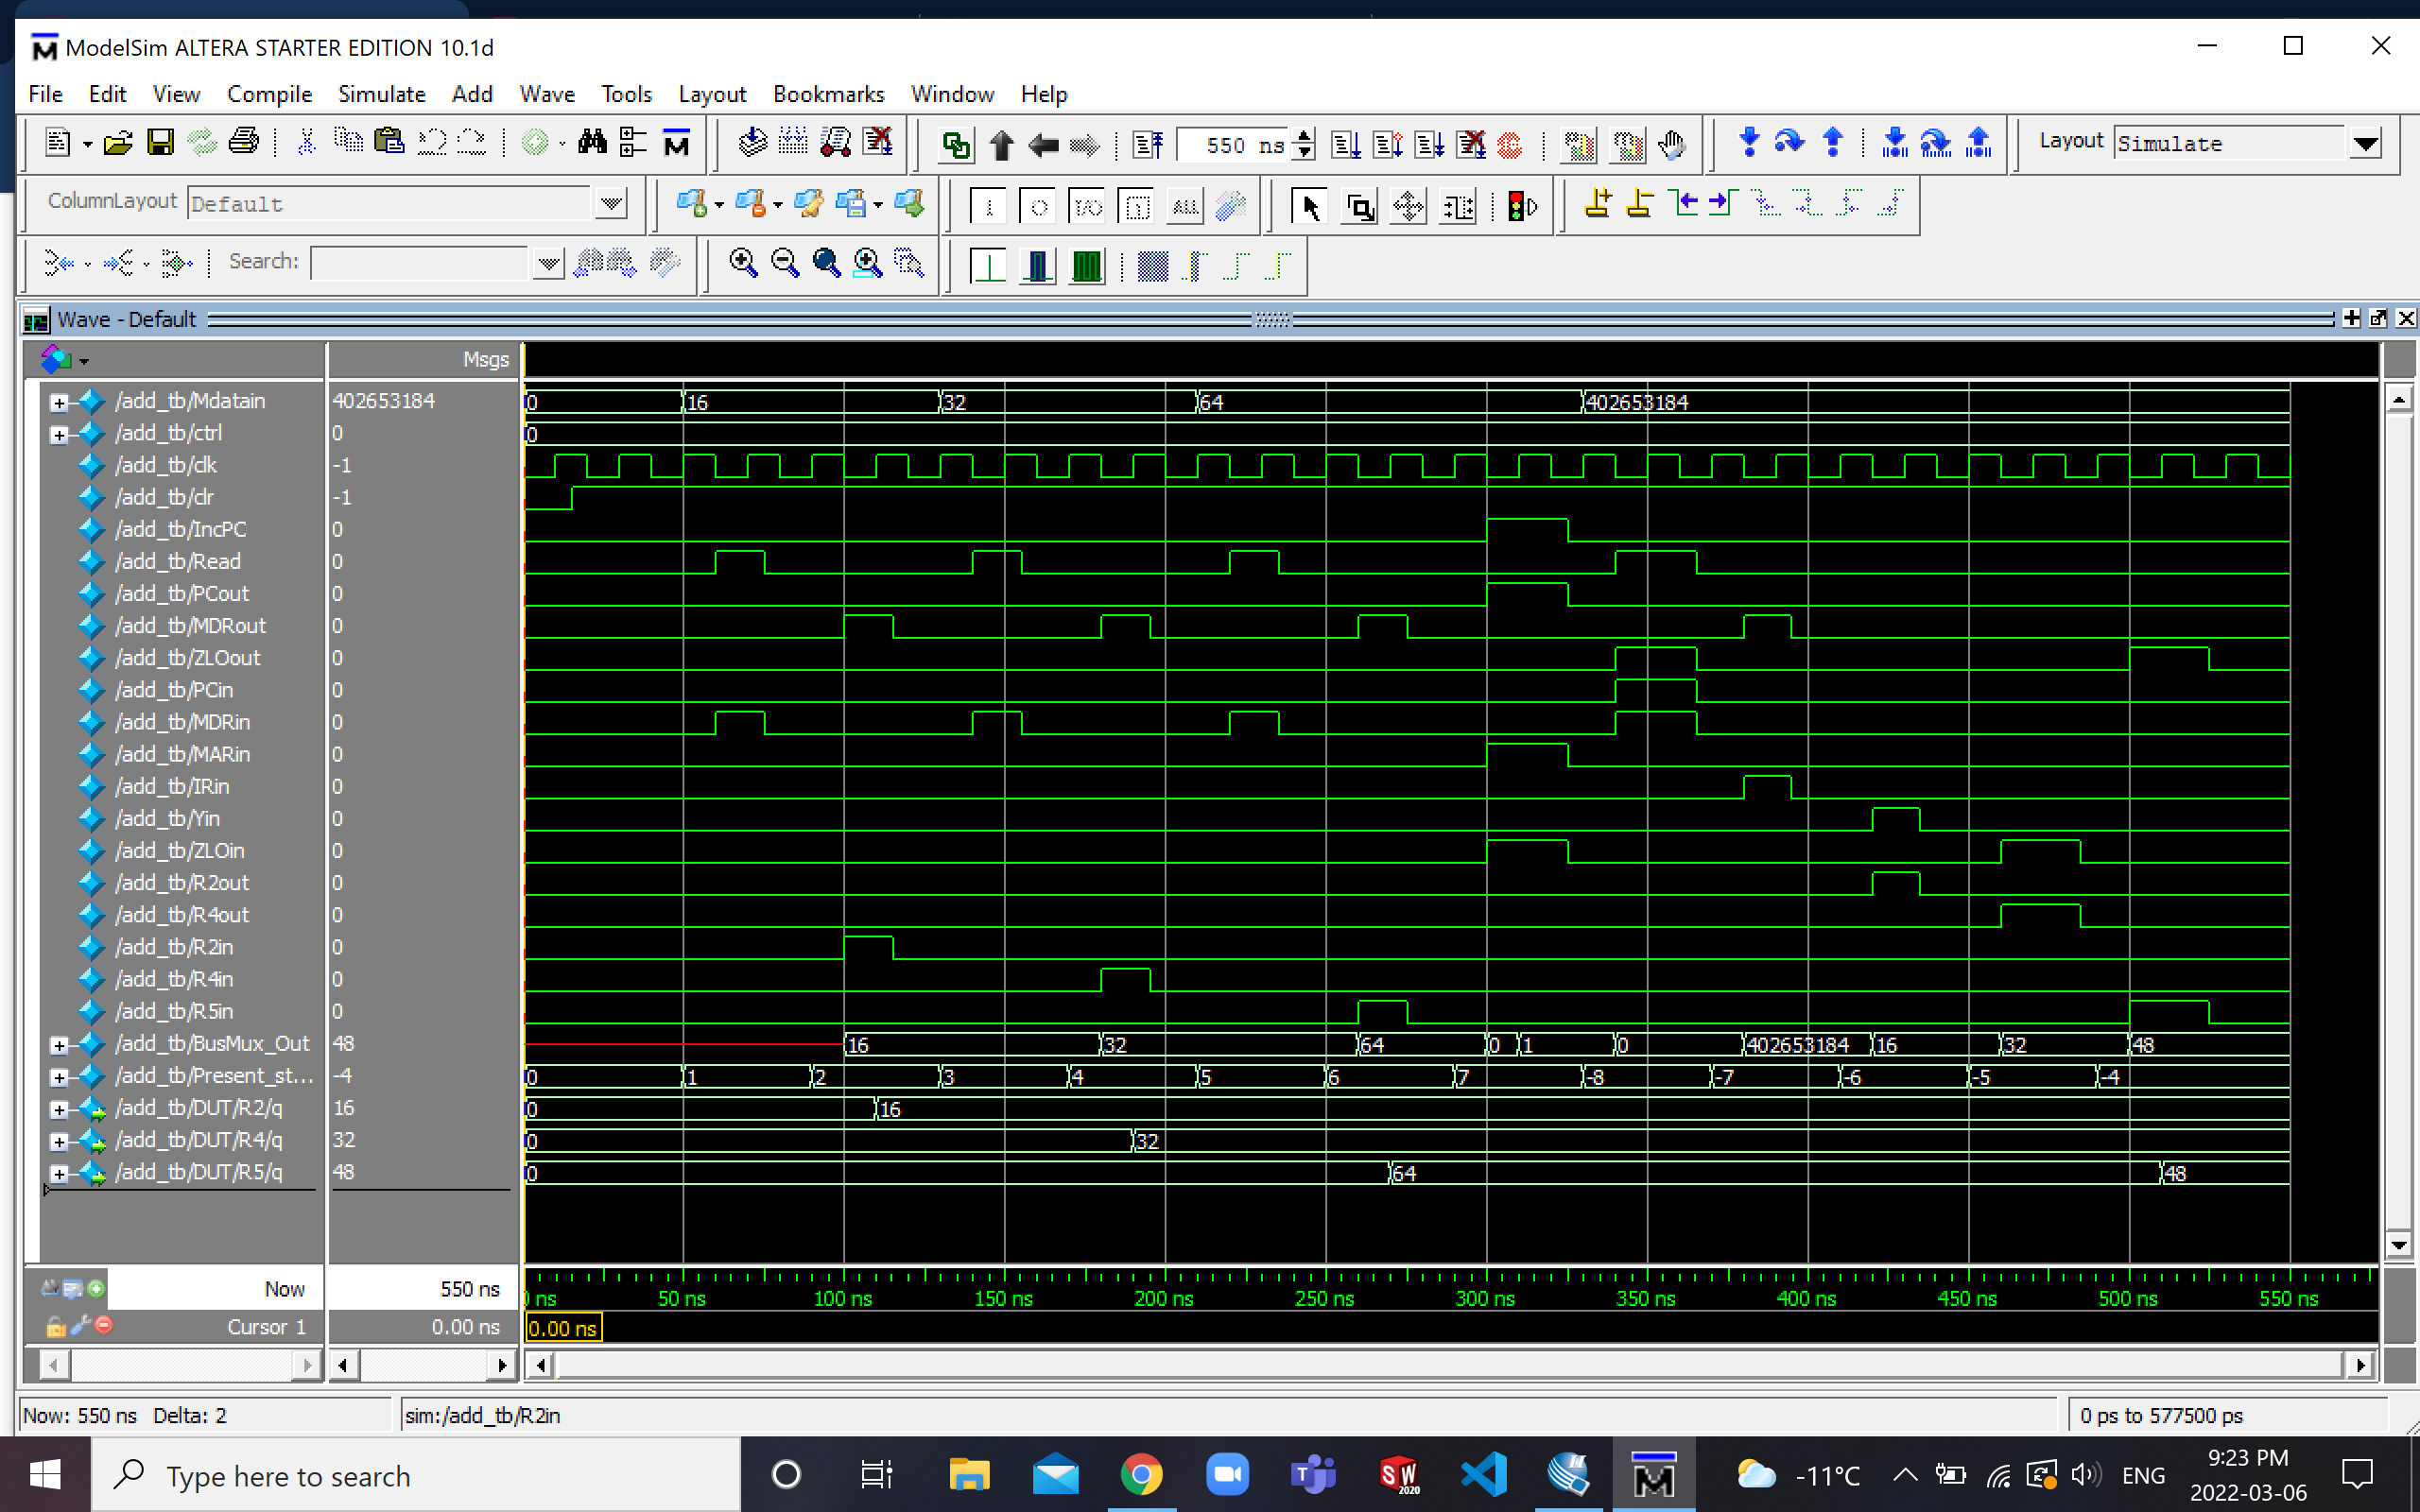 ModelSim ALTERA STARTER EDITION 10.1d
File Edit View Compile Simulate Add Wave Tools Layout Bookmarks Window Help
550 ns Layout Simulate
ColumnLayout Default
Search:
Wave - Default
Msgs
/add_tb/Mdatain 402653184 0 16 32 64 402653184
/add_tb/ctrl 0 0
/add_tb/clk -1
/add_tb/clr -1
/add_tb/IncPC 0
/add_tb/Read 0
/add_tb/PCout 0
/add_tb/MDRout 0
/add_tb/ZLOout 0
/add_tb/PCin 0
/add_tb/MDRin 0
/add_tb/MARin 0
/add_tb/IRin 0
/add_tb/Yin 0
/add_tb/ZLOin 0
/add_tb/R2out 0
/add_tb/R4out 0
/add_tb/R2in 0
/add_tb/R4in 0
/add_tb/R5in 0
/add_tb/BusMux_Out 48 16 32 64 0 1 0 402653184 16 32 48
/add_tb/Present_st... -4 0 1 2 3 4 5 6 7 -8 -7 -6 -5 -4
/add_tb/DUT/R2/q 16 0 16
/add_tb/DUT/R4/q 32 0 32
/add_tb/DUT/R5/q 48 0 64 48
Now 550 ns ns 50 ns 100 ns 150 ns 200 ns 250 ns 300 ns 350 ns 400 ns 450 ns 500 ns 550 ns
Cursor 1 0.00 ns 0.00 ns
Now: 550 ns Delta: 2 sim:/add_tb/R2in 0 ps to 577500 ps
Type here to search SW 2020 -11°C ENG 9:23 PM
2022-03-06